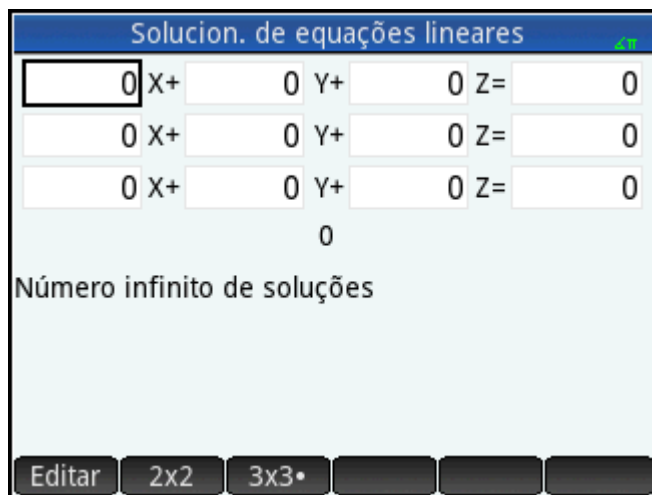 Solucion. de equações lineares ∡π
0 X+ 0 Y+ 0 Z= 0
0 X+ 0 Y+ 0 Z= 0
0 X+ 0 Y+ 0 Z= 0
0
Número infinito de soluções
Editar 2x2 3x3•